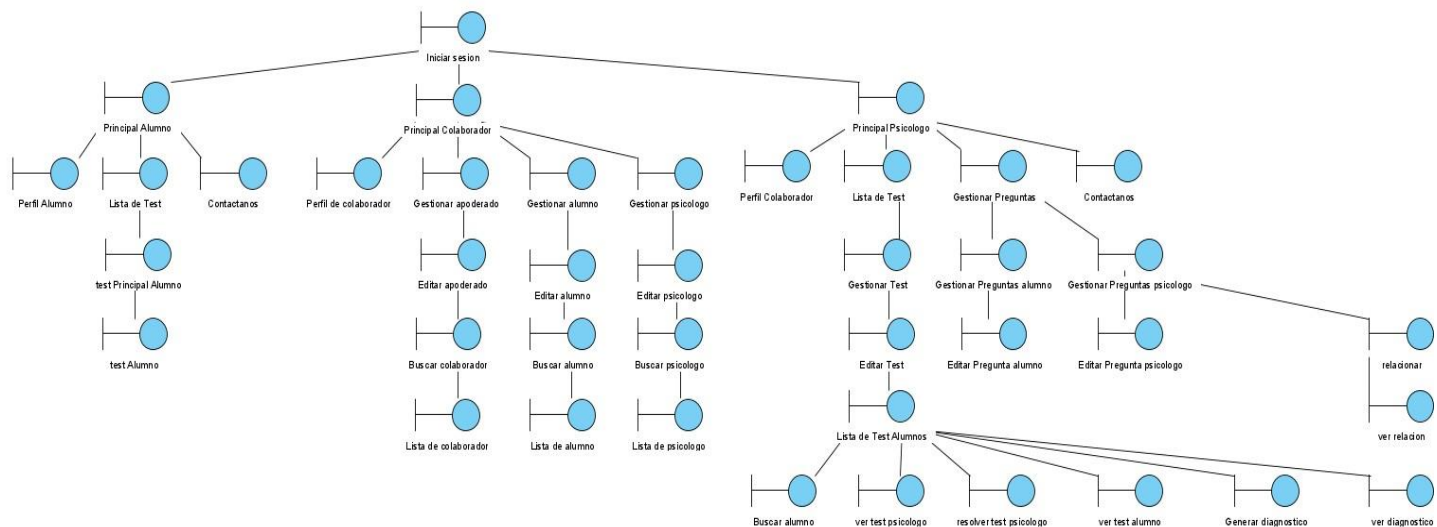 Iniciar sesion
Principal Alumno
Principal Colaborador
Principal Psicologo
Perfil Alumno
Lista de Test
Contactanos
Perfil de colaborador
Gestionar apoderado
Gestionar alumno
Gestionar psicologo
Perfil Colaborador
Lista de Test
Gestionar Preguntas
Contactanos
test Principal Alumno
Editar apoderado
Editar alumno
Editar psicologo
Gestionar Test
Gestionar Preguntas alumno
Gestionar Preguntas psicologo
test Alumno
Buscar colaborador
Buscar alumno
Buscar psicologo
Editar Test
Editar Pregunta alumno
Editar Pregunta psicologo
relacionar
Lista de colaborador
Lista de alumno
Lista de psicologo
Lista de Test Alumnos
ver relacion
Buscar alumno
ver test psicologo
resolver test psicologo
ver test alumno
Generar diagnostico
ver diagnostico